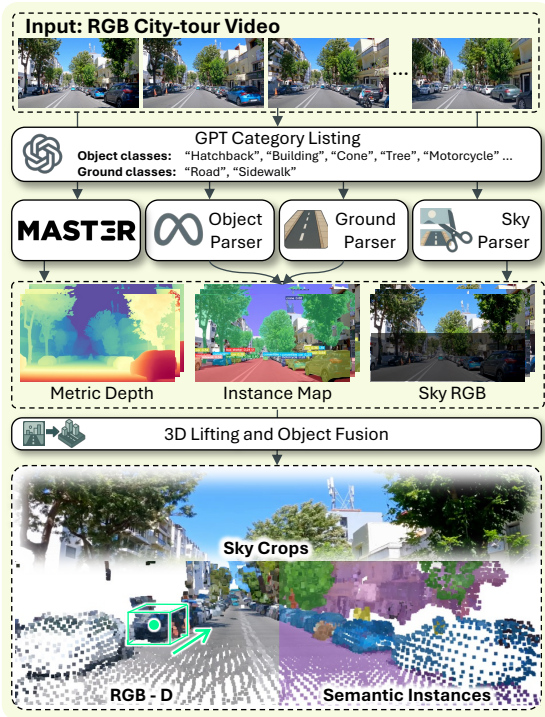 Input: RGB City-tour Video
...
GPT Category Listing
Object classes: “Hatchback”, “Building”, “Cone”, “Tree”, “Motorcycle” ...
Ground classes: “Road”, “Sidewalk”
MAST3R
Object
Parser
Ground
Parser
Sky
Parser
Metric Depth
Instance Map
Sky RGB
3D Lifting and Object Fusion
Sky Crops
RGB - D
Semantic Instances